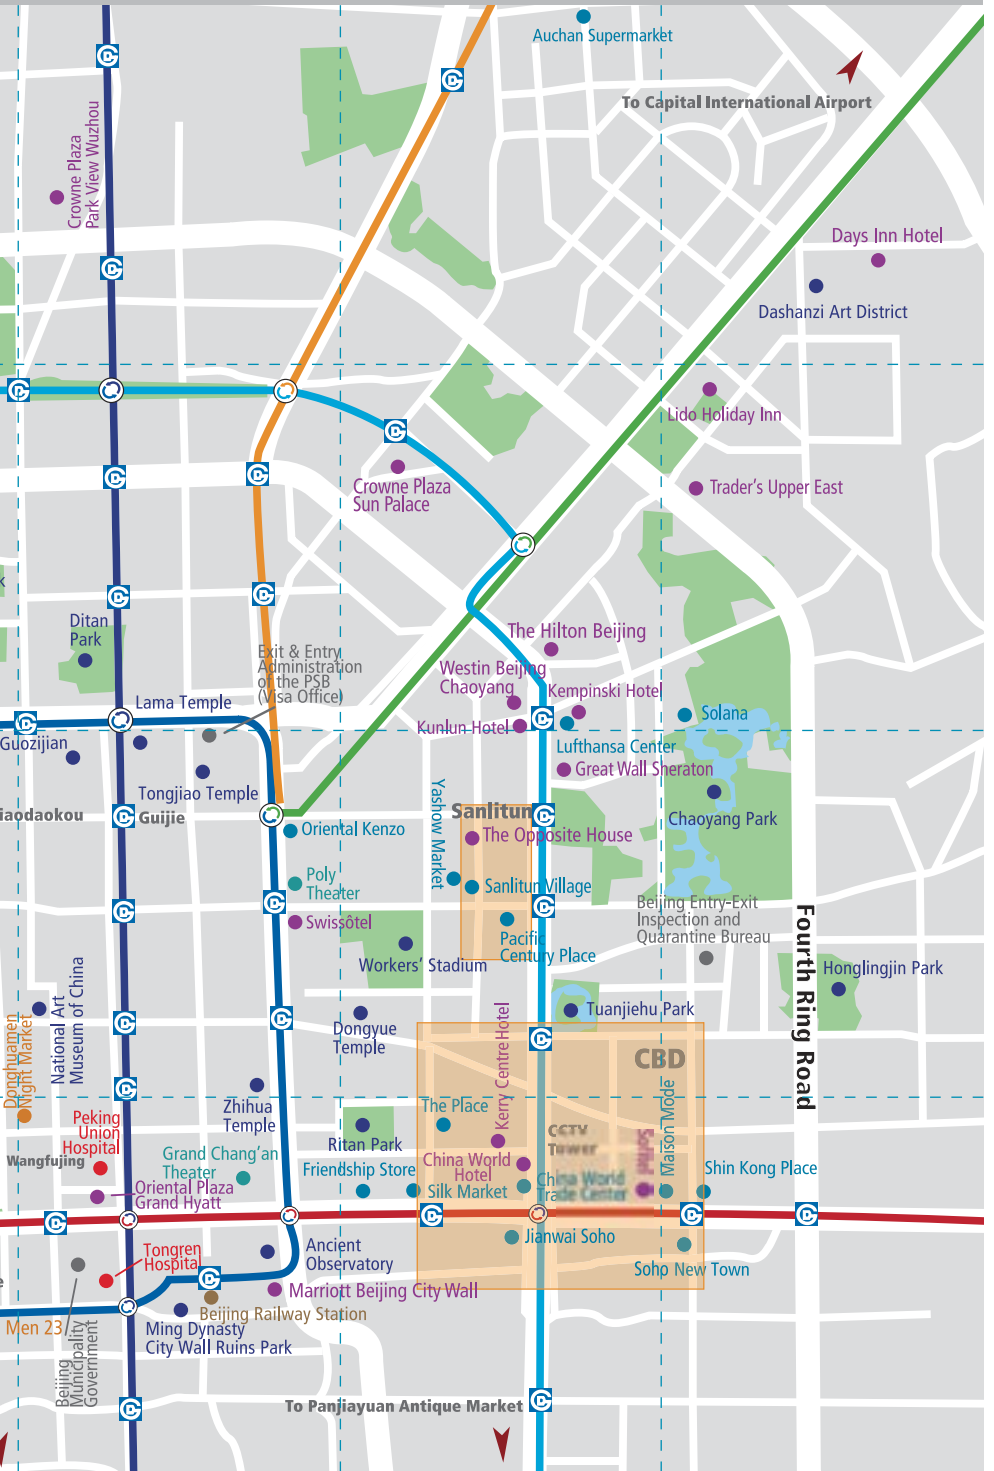 Auchan Supermarket
To Capital International Airport
Crowne Plaza
Park View Wuzhou
Days Inn Hotel
Dashanzi Art District
Lido Holiday Inn
Crowne Plaza
Sun Palace
Trader's Upper East
k
Ditan
Park
The Hilton Beijing
Exit & Entry
Administration
of the PSB
(Visa Office)
Westin Beijing
Chaoyang
Kempinski Hotel
Lama Temple
Solana
Kunlun Hotel
Guozijian
Lufthansa Center
Great Wall Sheraton
Tongjiao Temple
Yashow Market
Chaoyang Park
iaodaokou
Guijie
Sanlitun
Oriental Kenzo
The Opposite House
Poly
Theater
Sanlitun Village
Beijing Entry-Exit
Inspection and
Quarantine Bureau
Swissôtel
Pacific
Century Place
Fourth Ring Road
Workers' Stadium
Honglingjin Park
National Art
Museum of China
Tuanjiehu Park
Donghuamen
Night Market
Dongyue
Temple
Kerry Centre Hotel
CBD
Zhihua
Temple
The Place
Maison Mode
Peking
Union
Hospital
Ritan Park
CCTV
Tower
Wangfujing
Grand Chang'an
Theater
Friendship Store
China World
Hotel
Shin Kong Place
Oriental Plaza
Grand Hyatt
Silk Market
China World
Trade Center
Jianwai Soho
Tongren
Hospital
Ancient
Observatory
Soho New Town
e
Marriott Beijing City Wall
Beijing Railway Station
Men 23
Ming Dynasty
City Wall Ruins Park
Beijing
Municipality
Government
To Panjiayuan Antique Market